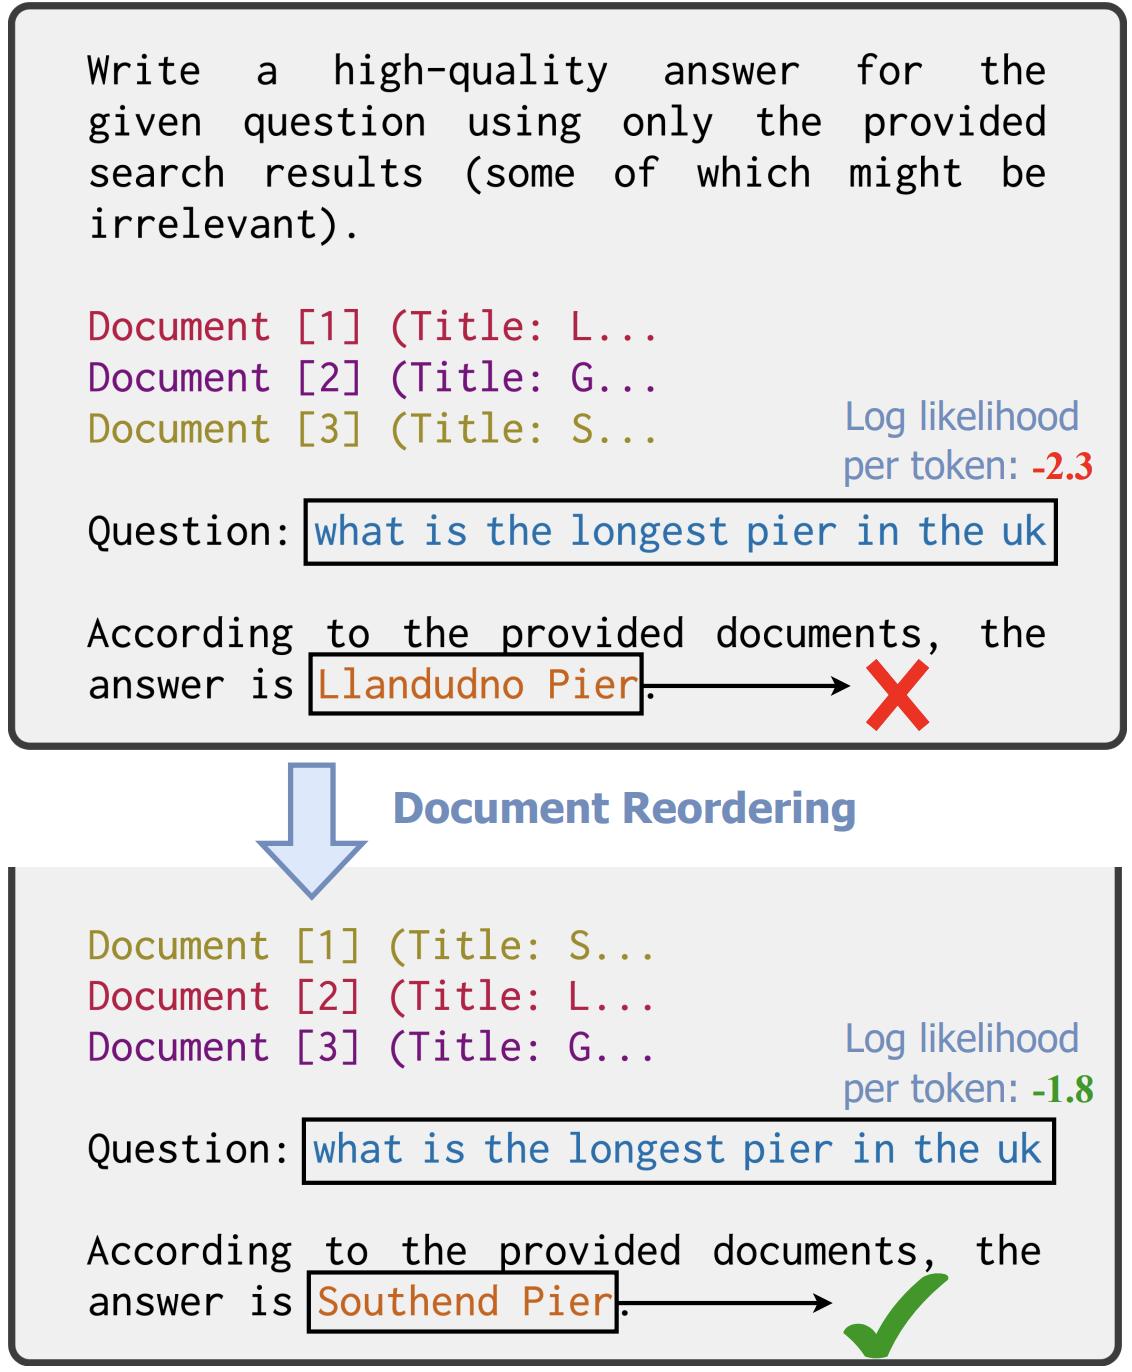 Write a high-quality answer for the
given question using only the provided
search results (some of which might be
irrelevant).
Document [1] (Title: L...
Document [2] (Title: G...
Document [3] (Title: S...
Log likelihood
per token: -2.3
Question: what is the longest pier in the uk
According to the provided documents, the
answer is Llandudno Pier.
Document Reordering
Document [1] (Title: S...
Document [2] (Title: L...
Document [3] (Title: G...
Log likelihood
per token: -1.8
Question: what is the longest pier in the uk
According to the provided documents, the
answer is Southend Pier.